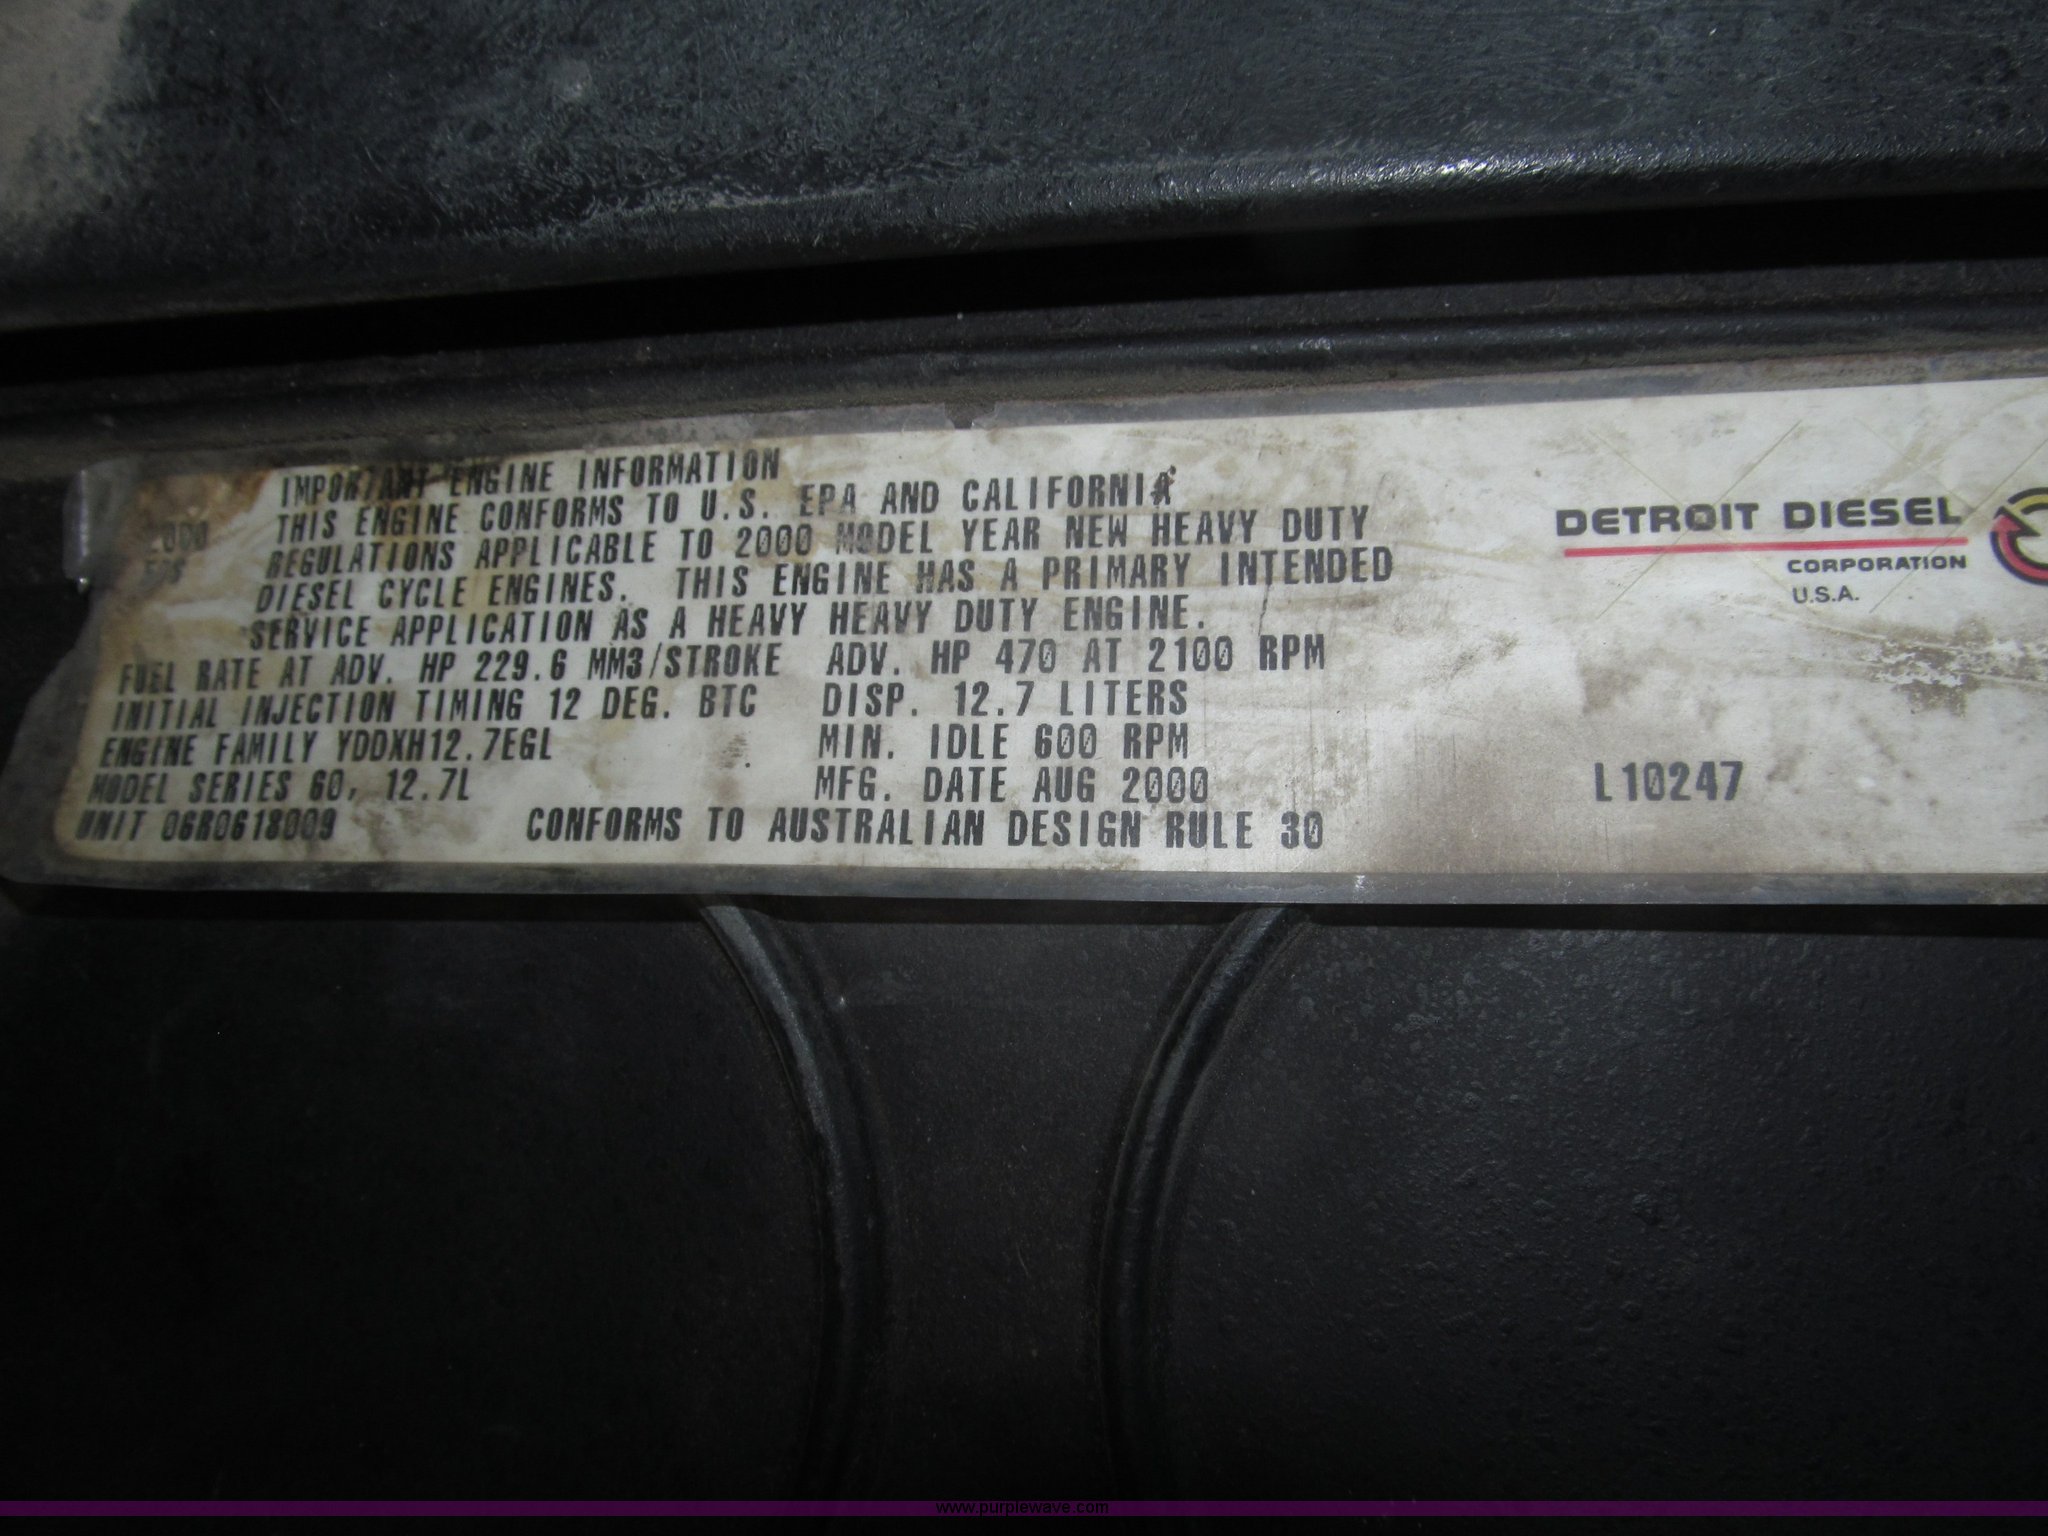 IMPORTANT ENGINE INFORMATION
THIS ENGINE CONFORMS TO U.S. EPA AND CALIFORNIA
REGULATIONS APPLICABLE TO 2000 MODEL YEAR NEW HEAVY DUTY
DIESEL CYCLE ENGINES. THIS ENGINE HAS A PRIMARY INTENDED
SERVICE APPLICATION AS A HEAVY HEAVY DUTY ENGINE.
2000
FUEL RATE AT ADV. HP 229.6 MM3/STROKE ADV. HP 470 AT 2100 RPM
INITIAL INJECTION TIMING 12 DEG. BTC DISP. 12.7 LITERS
ENGINE FAMILY YDDXH12.7EGL MIN. IDLE 600 RPM
MODEL SERIES 60, 12.7L MFG. DATE AUG 2000
UNIT 06R0618009 CONFORMS TO AUSTRALIAN DESIGN RULE 30
DETROIT DIESEL
CORPORATION
U.S.A.
L10247
www.purplewave.com